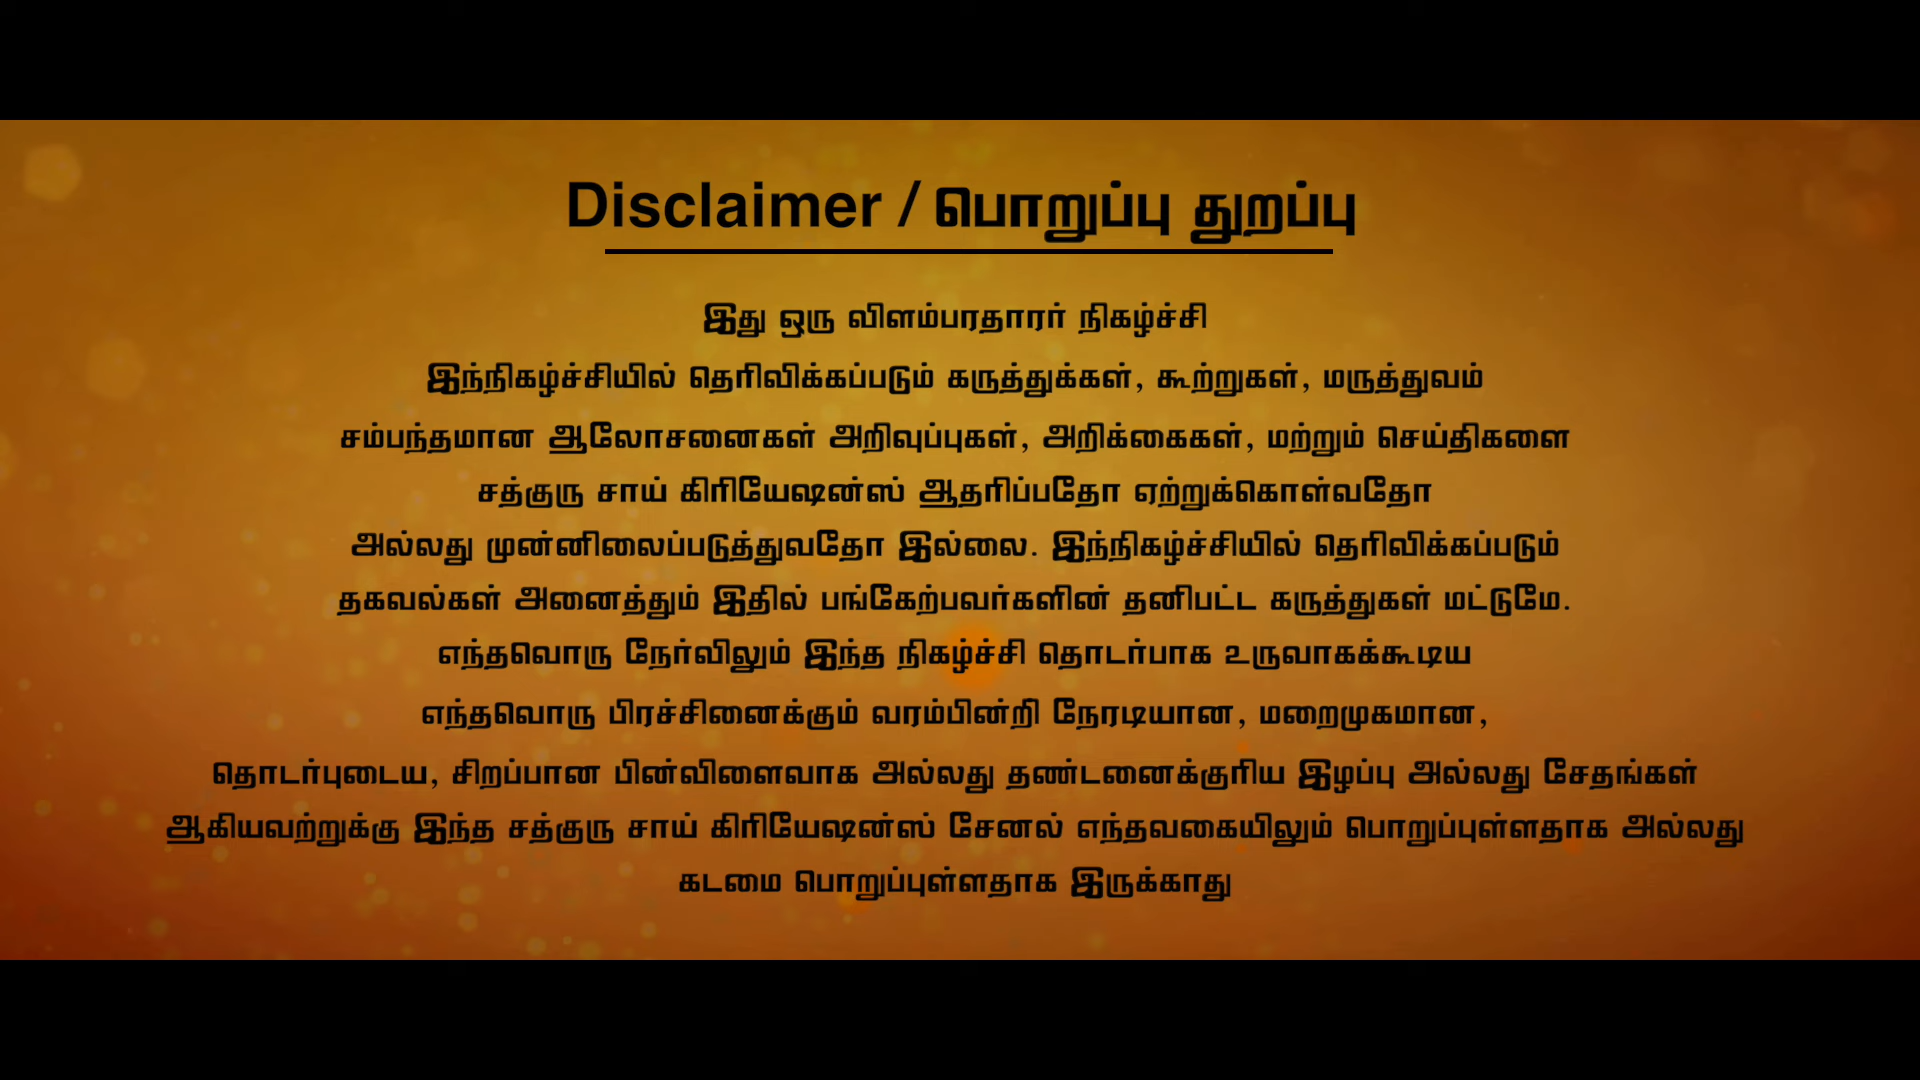 Disclaimer / பொறுப்பு துறப்பு
இது ஒரு விளம்பரதாரர் நிகழ்ச்சி
இந்நிகழ்ச்சியில் தெரிவிக்கப்படும் கருத்துக்கள், கூற்றுகள், மருத்துவம்
சம்பந்தமான ஆலோசனைகள் அறிவுப்புகள், அறிக்கைகள், மற்றும் செய்திகளை
சத்குரு சாய் கிரியேஷன்ஸ் ஆதரிப்பதோ ஏற்றுக்கொள்வதோ
அல்லது முன்னிலைப்படுத்துவதோ இல்லை. இந்நிகழ்ச்சியில் தெரிவிக்கப்படும்
தகவல்கள் அனைத்தும் இதில் பங்கேற்பவர்களின் தனிபட்ட கருத்துகள் மட்டுமே.
எந்தவொரு நேர்விலும் இந்த நிகழ்ச்சி தொடர்பாக உருவாகக்கூடிய
எந்தவொரு பிரச்சினைக்கும் வரம்பின்றி நேரடியான, மறைமுகமான,
தொடர்புடைய, சிறப்பான பின்விளைவாக அல்லது தண்டனைக்குரிய இழப்பு அல்லது சேதங்கள்
ஆகியவற்றுக்கு இந்த சத்குரு சாய் கிரியேஷன்ஸ் சேனல் எந்தவகையிலும் பொறுப்புள்ளதாக அல்லது
கடமை பொறுப்புள்ளதாக இருக்காது